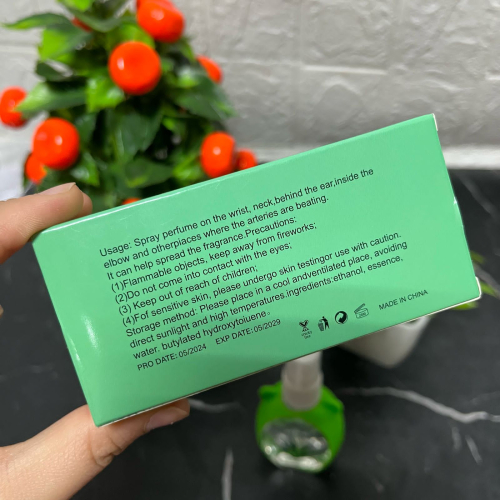 Usage: Spray perfume on the wrist, neck,behind the ear,inside the
elbow and otherplaces where the arteries are beating.
It can help spread the fragrance.Precautions:
(1)Flammable objects, keep away from fireworks;
(2)Do not come into contact with the eyes;
(3) Keep out of reach of children;
(4)Fof sensitive skin, please undergo skin testingor use with caution.
Storage method: Please place in a cool andventilated place, avoiding
direct sunlight and high temperatures.ingredients:ethanol, essence,
water. butylated hydroxytoluene。
PRO DATE: 05/2024 EXP DATE: 05/2029 MADE IN CHINA